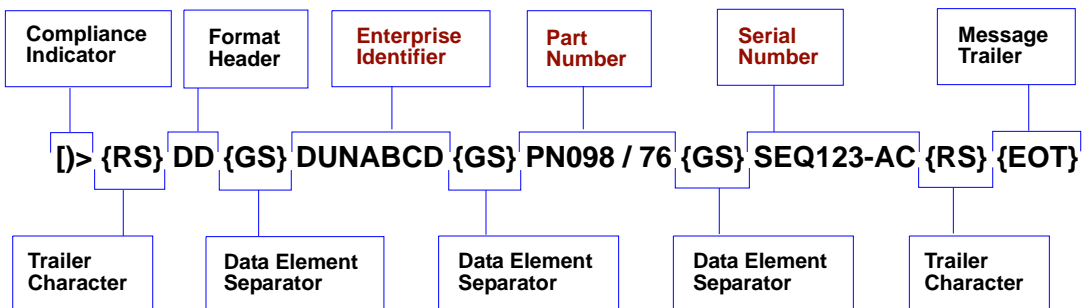 Compliance
Indicator
Format
Header
Enterprise
Identifier
Part
Number
Serial
Number
Message
Trailer
[)> {RS} DD {GS} DUNABCD {GS} PN098 / 76 {GS} SEQ123-AC {RS} {EOT}
Trailer
Character
Data Element
Separator
Data Element
Separator
Data Element
Separator
Trailer
Character